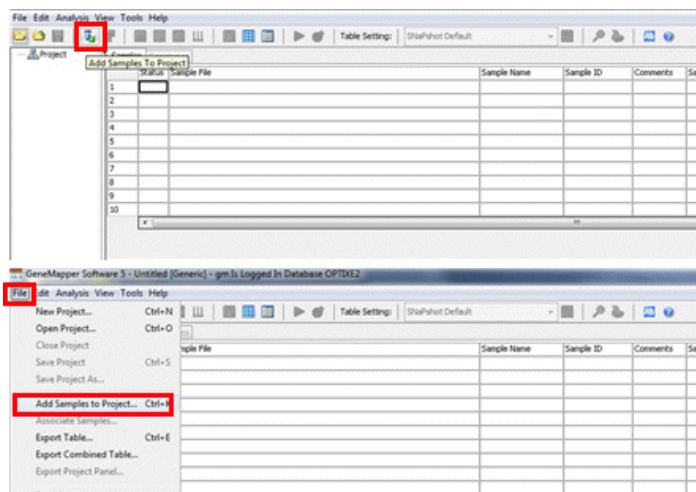 File Edit Analysis View Tools Help
Table Setting: SNaPshot Default
Project
Samples
Add Samples To Project
Status Sample File Sample Name Sample ID Comments Sa
1
2
3
4
5
6
7
8
9
10
GeneMapper Software 5 - Untitled [Generic] - gm Is Logged In Database OPTIXE2
File Edit Analysis View Tools Help
New Project... Ctrl+N Table Setting: SNaPshot Default
Open Project... Ctrl+O
Close Project
mple File Sample Name Sample ID Comments Sa
Save Project Ctrl+S
Save Project As...
Add Samples to Project... Ctrl+K
Associate Samples...
Export Table... Ctrl+E
Export Combined Table...
Export Project Panel...